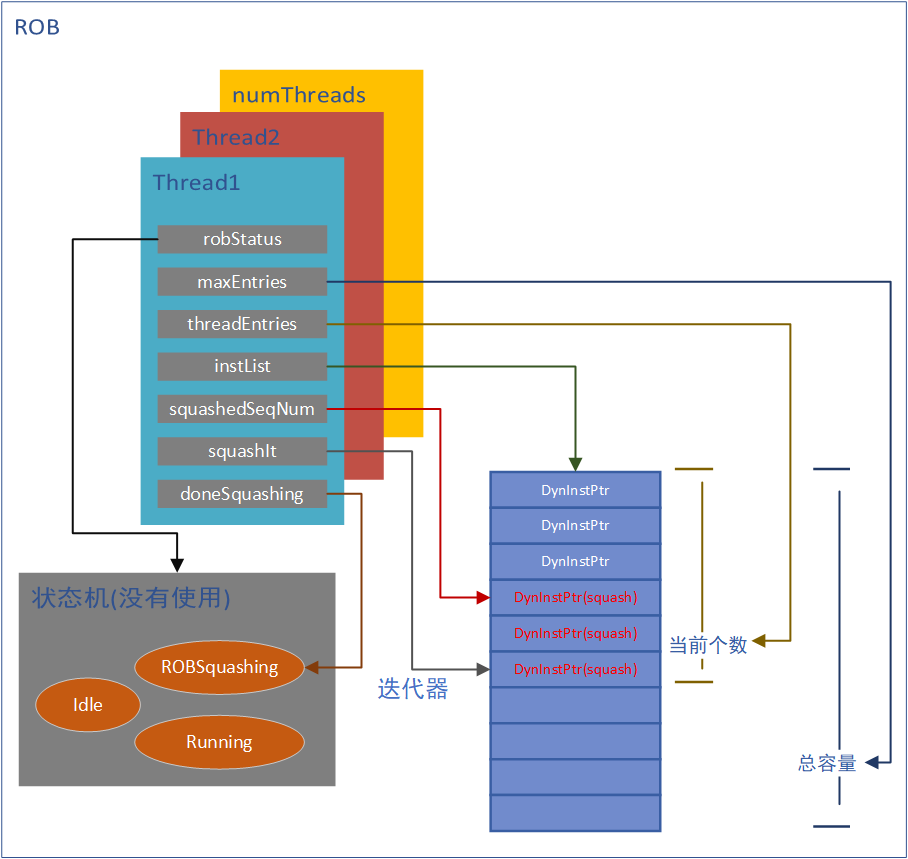 ROB
numThreads
Thread2
Thread1
robStatus
maxEntries
threadEntries
instList
squashedSeqNum
squashIt
doneSquashing
DynInstPtr
DynInstPtr
DynInstPtr
DynInstPtr(squash)
DynInstPtr(squash)
DynInstPtr(squash)
当前个数
总容量
迭代器
状态机(没有使用)
ROBSquashing
Idle
Running